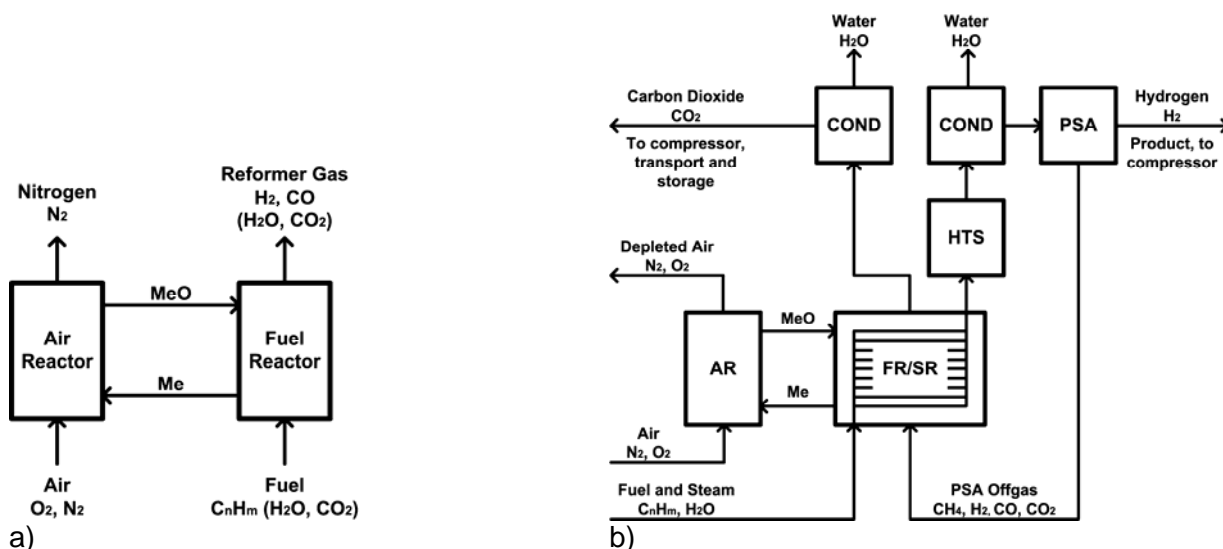 Nitrogen
N2
Reformer Gas
H2, CO
(H2O, CO2)
MeO
Air
Reactor
Fuel
Reactor
Me
Air
O2, N2
Fuel
CnHm (H2O, CO2)
a)
Water
H2O
Water
H2O
Carbon Dioxide
CO2
To compressor,
transport and
storage
COND
COND
PSA
Hydrogen
H2
Product, to
compressor
HTS
Depleted Air
N2, O2
MeO
AR
FR/SR
Me
Air
N2, O2
Fuel and Steam
CnHm, H2O
PSA Offgas
CH4, H2, CO, CO2
b)